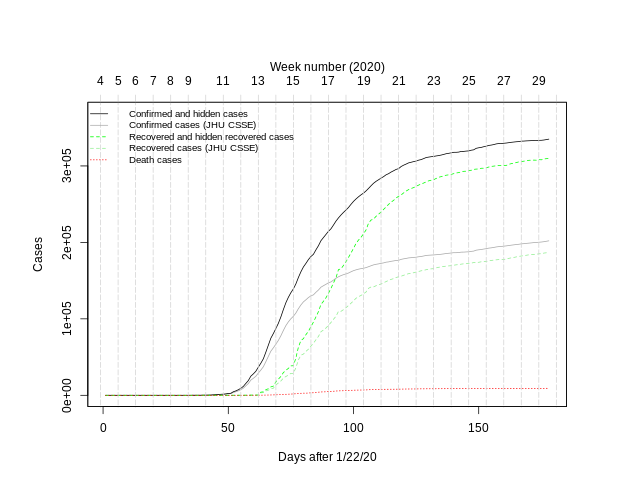 Week number (2020)
4 5 6 7 8 9 11 13 15 17 19 21 23 25 27 29
Confirmed and hidden cases
Confirmed cases (JHU CSSE)
Recovered and hidden recovered cases
Recovered cases (JHU CSSE)
Death cases
3e+05
2e+05
1e+05
0e+00
Cases
0 50 100 150
Days after 1/22/20